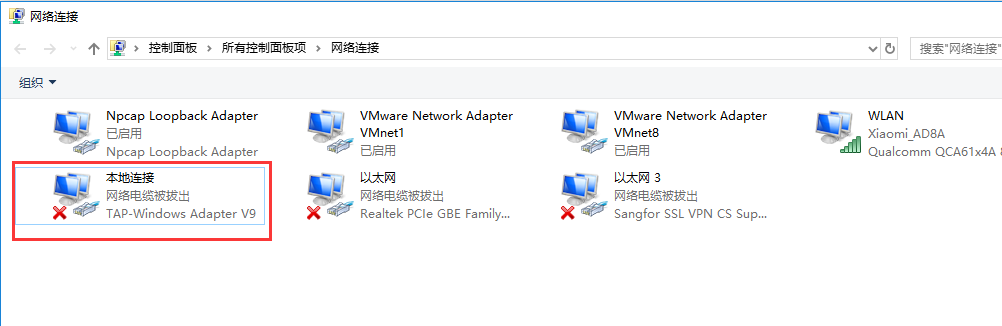 网络连接
控制面板 › 所有控制面板项 › 网络连接
搜索"网络连接"
组织
Npcap Loopback Adapter
已启用
Npcap Loopback Adapter
VMware Network Adapter
VMnet1
已启用
VMware Network Adapter
VMnet8
已启用
WLAN
Xiaomi_AD8A
Qualcomm QCA61x4A 8
本地连接
网络电缆被拔出
TAP-Windows Adapter V9
以太网
网络电缆被拔出
Realtek PCIe GBE Family...
以太网 3
网络电缆被拔出
Sangfor SSL VPN CS Sup...